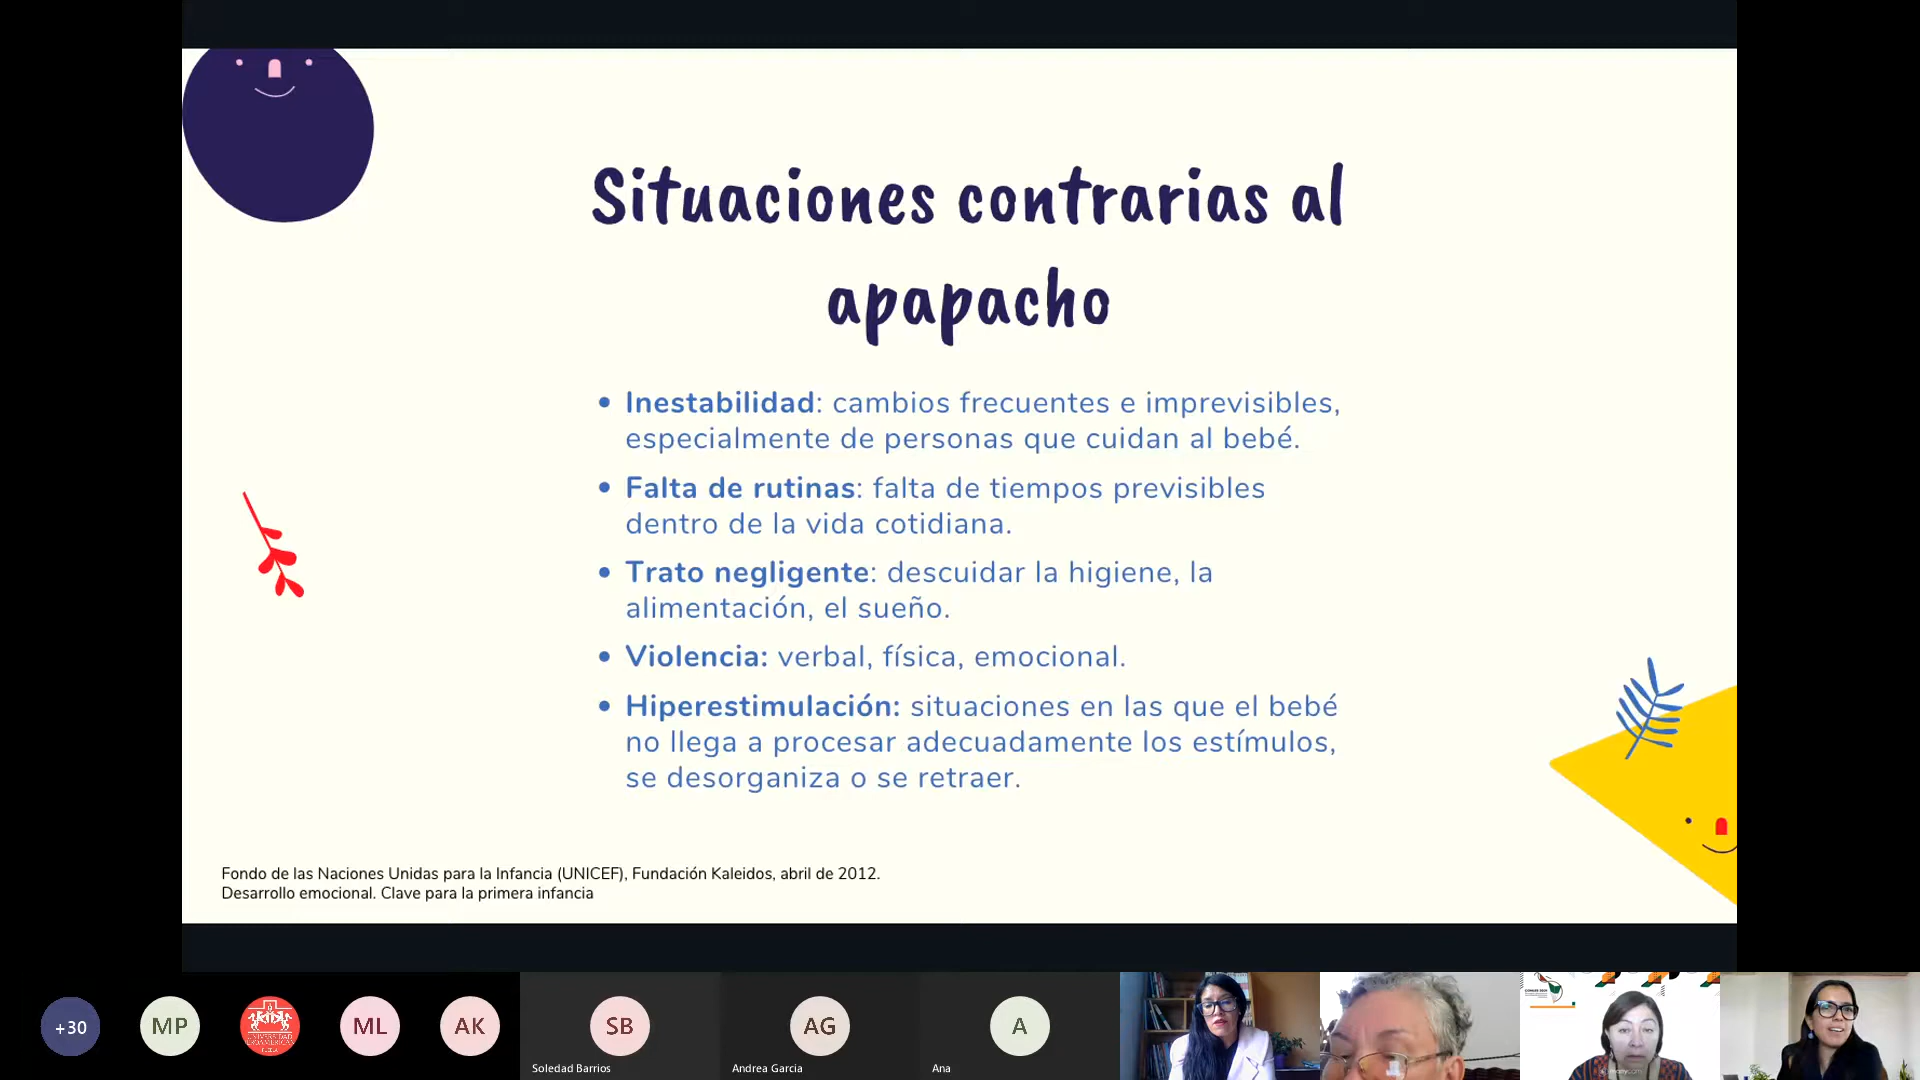 Situaciones contrarias al
apapacho
• Inestabilidad: cambios frecuentes e imprevisibles,
especialmente de personas que cuidan al bebé.
• Falta de rutinas: falta de tiempos previsibles
dentro de la vida cotidiana.
• Trato negligente: descuidar la higiene, la
alimentación, el sueño.
• Violencia: verbal, física, emocional.
• Hiperestimulación: situaciones en las que el bebé
no llega a procesar adecuadamente los estímulos,
se desorganiza o se retraer.
Fondo de las Naciones Unidas para la Infancia (UNICEF), Fundación Kaleidos, abril de 2012.
Desarrollo emocional. Clave para la primera infancia
+30
MP
ML
AK
SB
AG
A
Soledad Barrios
Andrea Garcia
Ana